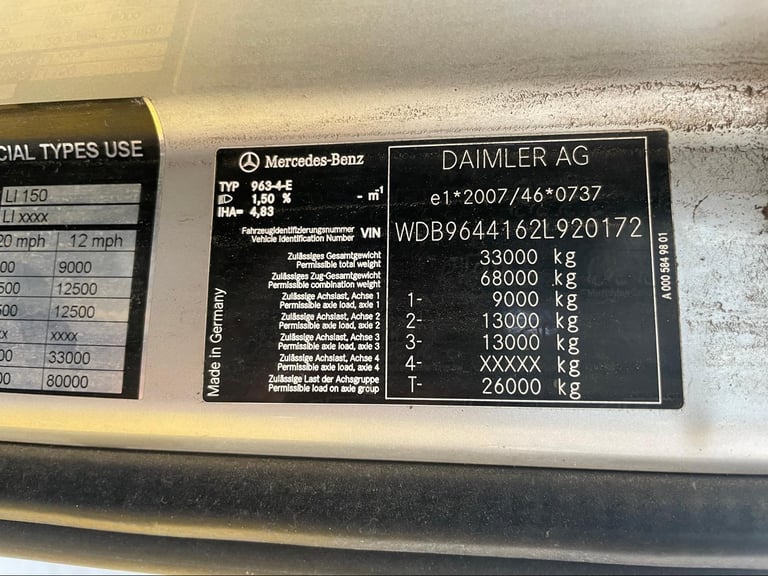 CIAL TYPES USE
LI 150
LI xxxx
20 mph 12 mph
00 9000
500 12500
500 12500
xx xxxx
00 33000
00 80000
Mercedes-Benz
DAIMLER AG
TYP 963-4-E
1,50 % - m⁻¹
IHA= 4,83
e1*2007/46*0737
Fahrzeugidentifizierungsnummer
Vehicle Identification Number VIN WDB9644162L920172
Zulässiges Gesamtgewicht
Permissible total weight 33000 kg
Zulässiges Zug-Gesamtgewicht
Permissible combination weight 68000 kg
Zulässige Achslast, Achse 1
Permissible axle load, axle 1 1- 9000 kg
Zulässige Achslast, Achse 2
Permissible axle load, axle 2 2- 13000 kg
Zulässige Achslast, Achse 3
Permissible axle load, axle 3 3- 13000 kg
Zulässige Achslast, Achse 4
Permissible axle load, axle 4 4- XXXXX kg
Zulässige Last der Achsgruppe
Permissible load on axle group T- 26000 kg
Made in Germany
A 000 584 98 01